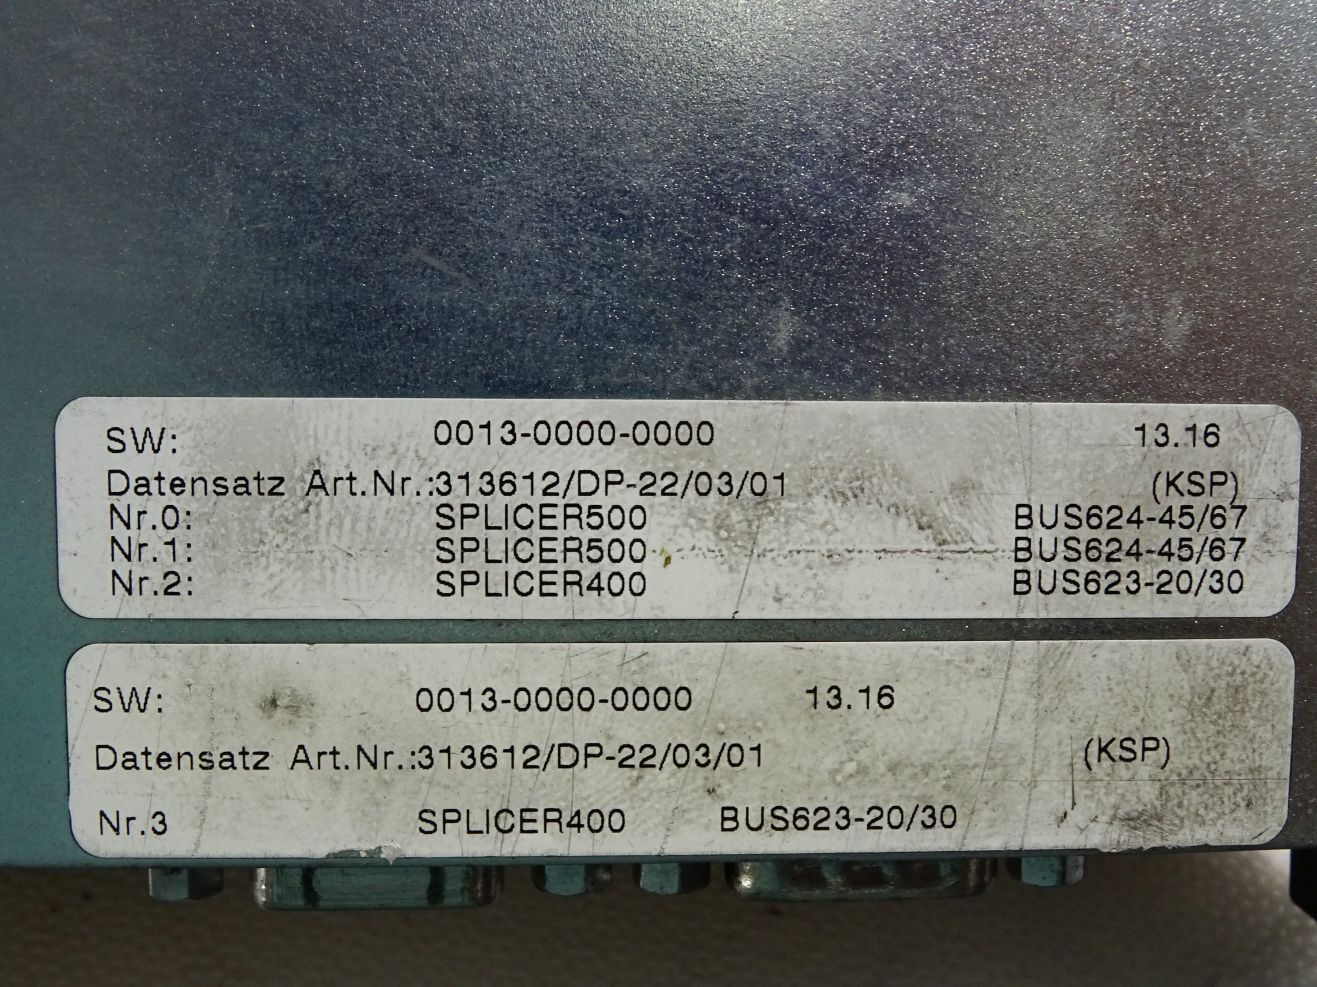 SW: 0013-0000-0000 13.16
Datensatz Art.Nr.:313612/DP-22/03/01 (KSP)
Nr.0: SPLICER500 BUS624-45/67
Nr.1: SPLICER500 BUS624-45/67
Nr.2: SPLICER400 BUS623-20/30
SW: 0013-0000-0000 13.16
Datensatz Art.Nr.:313612/DP-22/03/01 (KSP)
Nr.3 SPLICER400 BUS623-20/30